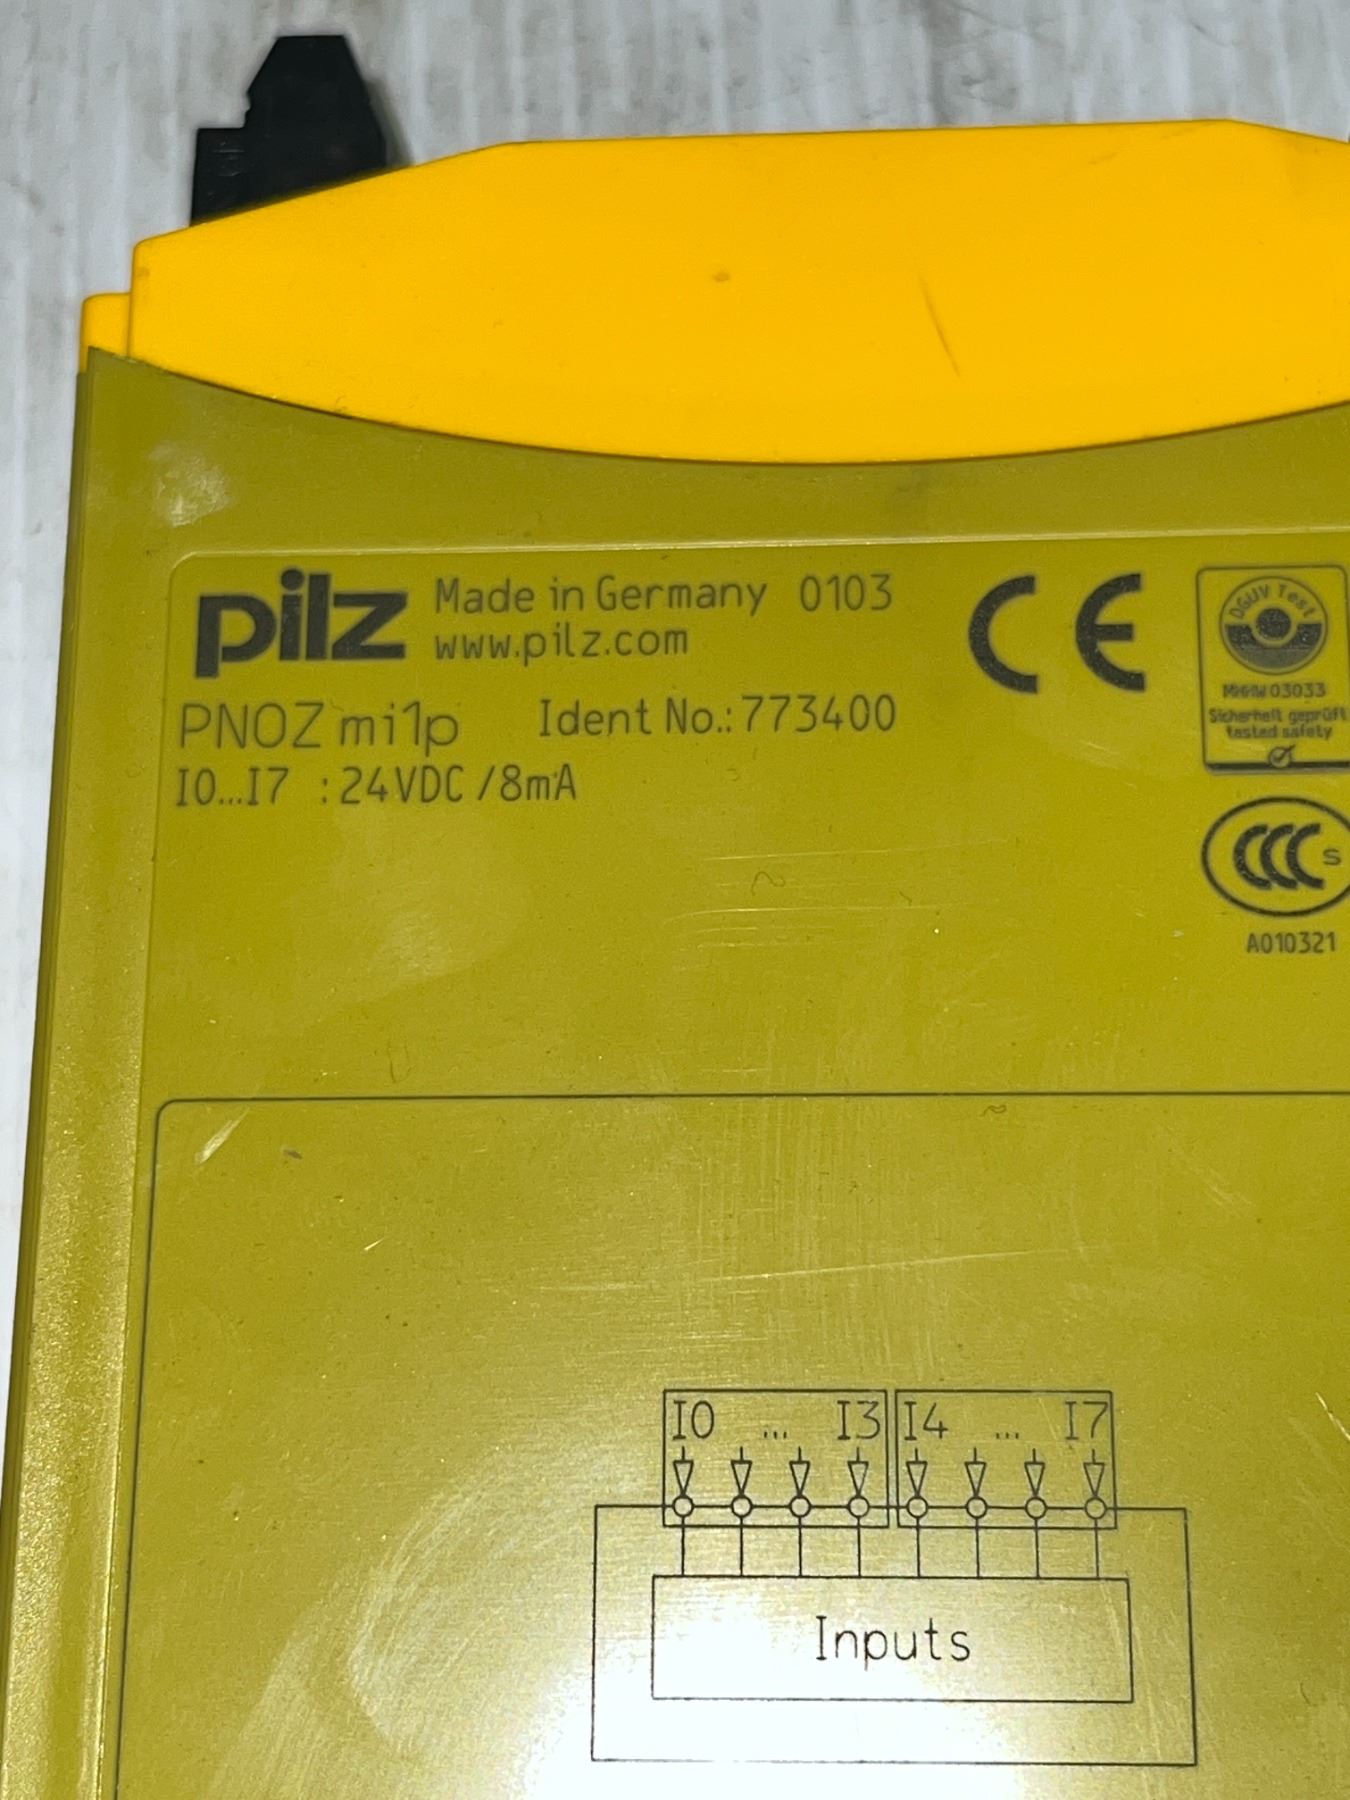 pilz Made in Germany 0103
www.pilz.com
PNOZ mi1p Ident No.: 773400
I0...I7 : 24VDC /8mA
CE
DGUV Test
MHHW 03033
Sicherheit geprüft
tested safety
CCC S
A010321
I0 ... I3 I4 ... I7
Inputs